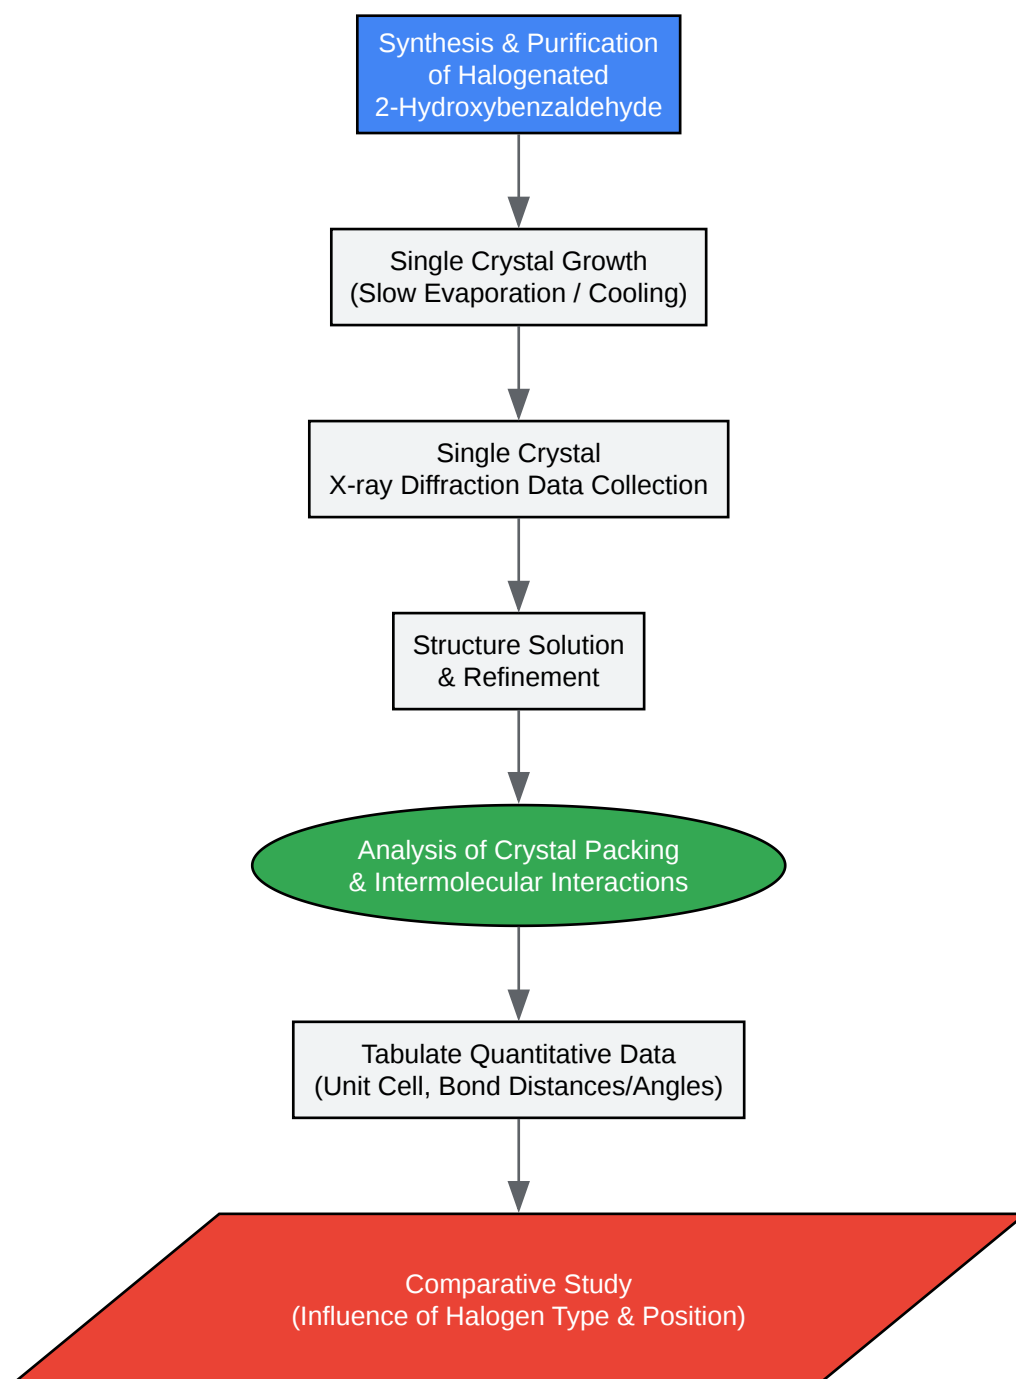 Synthesis & Purification
of Halogenated
2-Hydroxybenzaldehyde
Single Crystal Growth
(Slow Evaporation / Cooling)
Single Crystal
X-ray Diffraction Data Collection
Structure Solution
& Refinement
Analysis of Crystal Packing
& Intermolecular Interactions
Tabulate Quantitative Data
(Unit Cell, Bond Distances/Angles)
Comparative Study
(Influence of Halogen Type & Position)